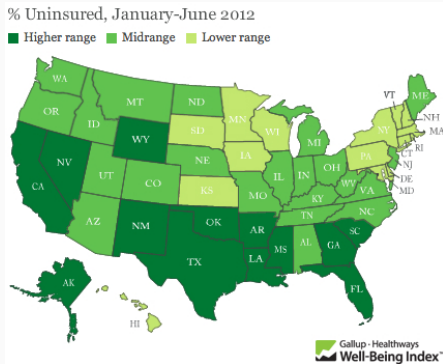 % Uninsured, January-June 2012
Higher range Midrange Lower range
WA
MT
ND
MN
VT
ME
OR
ID
WY
SD
WI
MI
NY
NH
MA
RI
CT
NJ
DE
MD
NV
UT
CO
NE
IA
IL
IN
OH
PA
WV
VA
CA
KS
MO
KY
NC
AZ
NM
OK
AR
TN
SC
TX
LA
MS
AL
GA
FL
AK
HI
Gallup - Healthways
Well-Being Index™